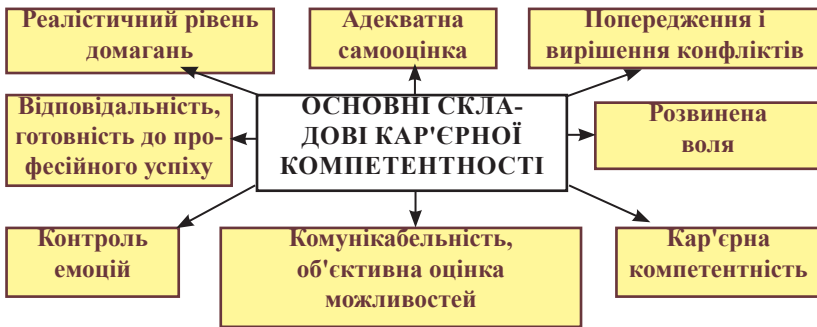 Реалістичний рівень
домагань
Адекватна
самооцінка
Попередження і
вирішення конфліктів
Відповідальність,
готовність до про-
фесійного успіху
ОСНОВНІ СКЛА-
ДОВІ КАР'ЄРНОЇ
КОМПЕТЕНТНОСТІ
Розвинена
воля
Контроль
емоцій
Комунікабельність,
об'єктивна оцінка
можливостей
Кар'єрна
компетентність